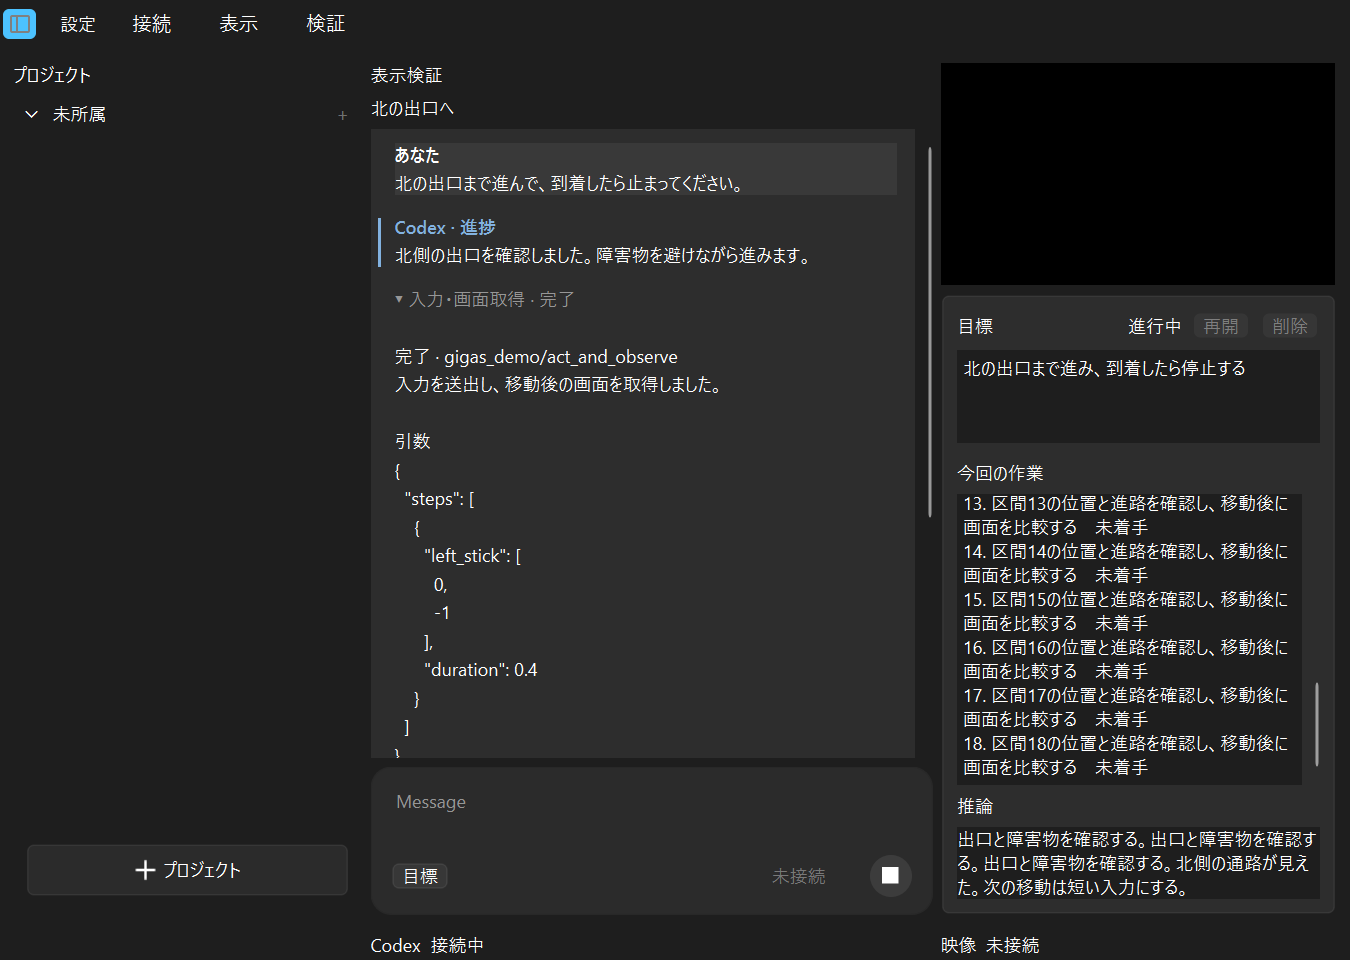 設定 接続 表示 検証
プロジェクト
未所属 +
プロジェクト
表示検証
北の出口へ
あなた
北の出口まで進んで、到着したら止まってください。
Codex · 進捗
北側の出口を確認しました。障害物を避けながら進みます。
▾ 入力・画面取得 · 完了
完了 · gigas_demo/act_and_observe
入力を送出し、移動後の画面を取得しました。
引数
{
"steps": [
{
"left_stick": [
0,
-1
],
"duration": 0.4
}
]
}
Message
目標 未接続
Codex 接続中
目標 進行中 再開 削除
北の出口まで進み、到着したら停止する
今回の作業
13. 区間13の位置と進路を確認し、移動後に
画面を比較する 未着手
14. 区間14の位置と進路を確認し、移動後に
画面を比較する 未着手
15. 区間15の位置と進路を確認し、移動後に
画面を比較する 未着手
16. 区間16の位置と進路を確認し、移動後に
画面を比較する 未着手
17. 区間17の位置と進路を確認し、移動後に
画面を比較する 未着手
18. 区間18の位置と進路を確認し、移動後に
画面を比較する 未着手
推論
出口と障害物を確認する。出口と障害物を確認す
る。出口と障害物を確認する。北側の通路が見え
た。次の移動は短い入力にする。
映像 未接続